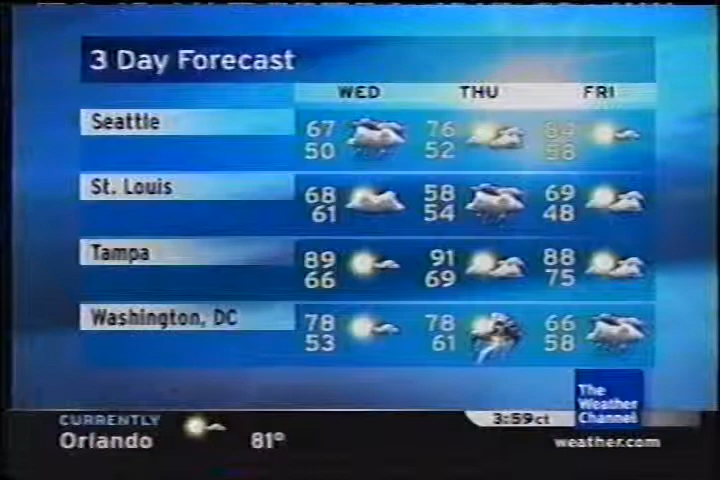 3 Day Forecast
WED THU FRI
Seattle 67 76 84
50 52 58
St. Louis 68 58 69
61 54 48
Tampa 89 91 88
66 69 75
Washington, DC 78 78 66
53 61 58
The
Weather
Channel
CURRENTLY 3:59ct
Orlando 81° weather.com